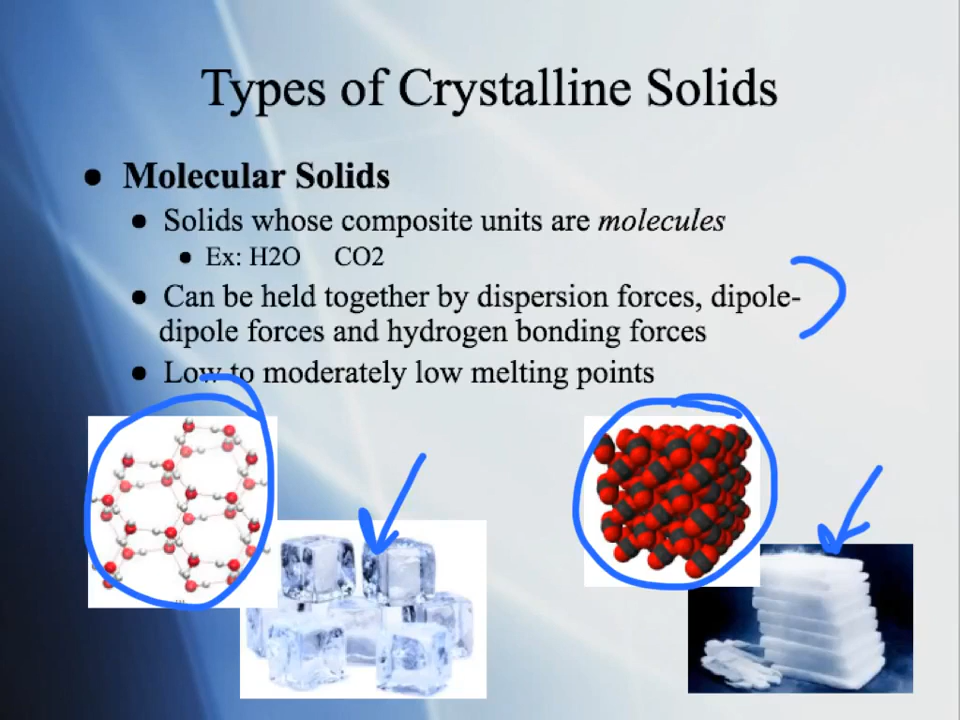 Types of Crystalline Solids
● Molecular Solids
● Solids whose composite units are molecules
● Ex: H2O CO2
● Can be held together by dispersion forces, dipole-
dipole forces and hydrogen bonding forces
● Low to moderately low melting points